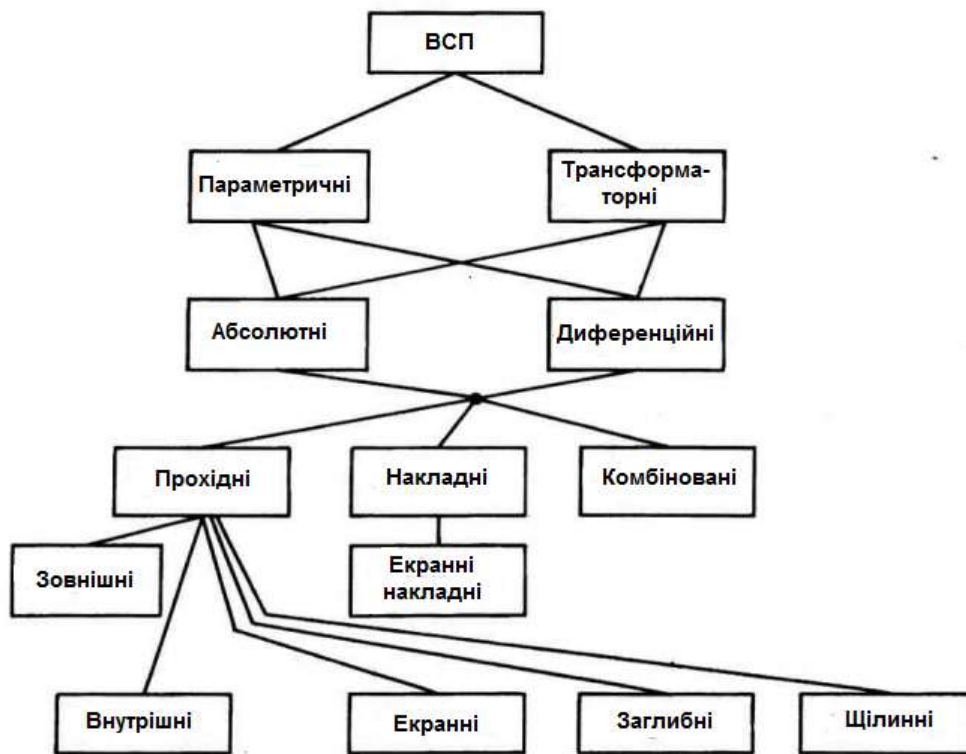 ВСП
Параметричні
Трансформа-
торні
Абсолютні
Диференційні
Прохідні
Накладні
Комбіновані
Зовнішні
Екранні
накладні
Внутрішні
Екранні
Заглибні
Щілинні